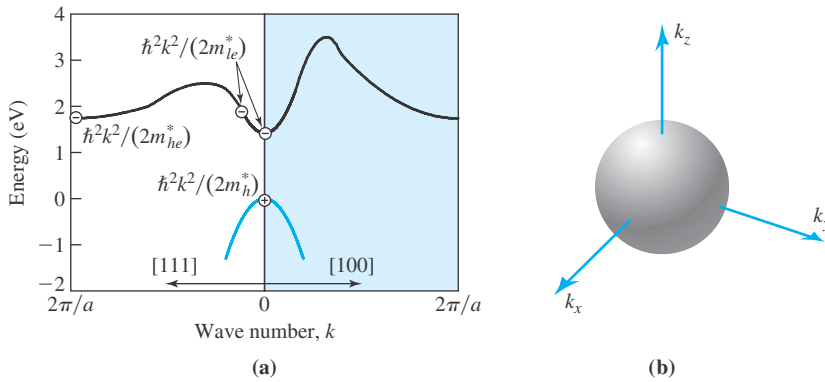 4
3
2
1
0
−1
−2
Energy (eV)
ℏ²k²/(2m*le)
ℏ²k²/(2m*he)
ℏ²k²/(2m*h)
−
−
−
+
[111]
[100]
2π/a
0
2π/a
Wave number, k
(a)
kz
kx
(b)